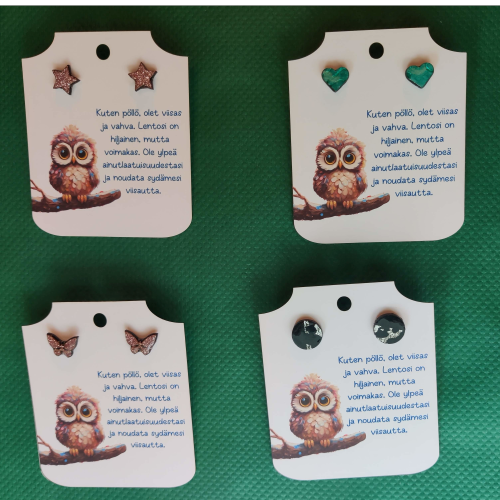 Kuten pöllö, olet viisas
ja vahva. Lentosi on
hiljainen, mutta
voimakas. Ole ylpeä
ainutlaatuisuudestasi
ja noudata sydämesi
viisautta.
Kuten pöllö, olet viisas
ja vahva. Lentosi on
hiljainen, mutta
voimakas. Ole ylpeä
ainutlaatuisuudestasi
ja noudata sydämesi
viisautta.
Kuten pöllö, olet viisas
ja vahva. Lentosi on
hiljainen, mutta
voimakas. Ole ylpeä
ainutlaatuisuudestasi
ja noudata sydämesi
viisautta.
Kuten pöllö, olet viisas
ja vahva. Lentosi on
hiljainen, mutta
voimakas. Ole ylpeä
ainutlaatuisuudestasi
ja noudata sydämesi
viisautta.